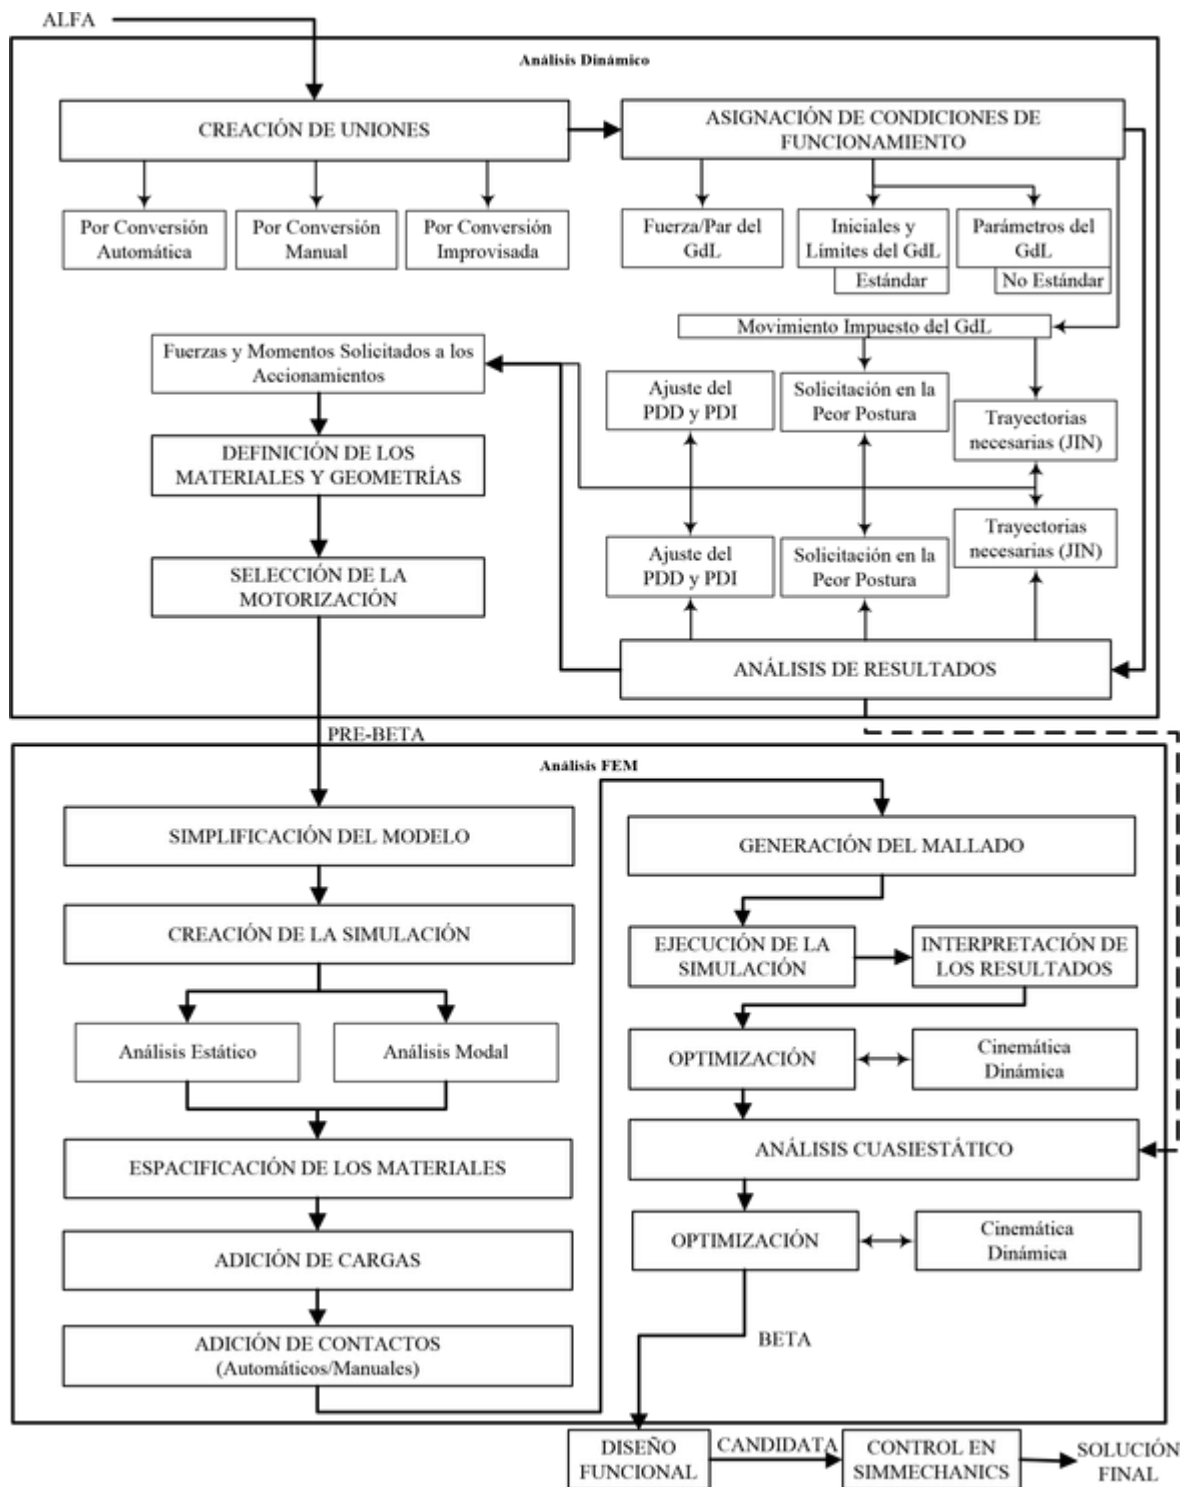 ALFA
Análisis Dinámico
CREACIÓN DE UNIONES
ASIGNACIÓN DE CONDICIONES DE
FUNCIONAMIENTO
Por Conversión
Automática
Por Conversión
Manual
Por Conversión
Improvisada
Fuerza/Par del
GdL
Iniciales y
Límites del GdL
Estándar
Parámetros del
GdL
No Estándar
Movimiento Impuesto del GdL
Fuerzas y Momentos Solicitados a los
Accionamientos
Ajuste del
PDD y PDI
Solicitación en la
Peor Postura
Trayectorias
necesarias (JIN)
DEFINICIÓN DE LOS
MATERIALES Y GEOMETRÍAS
Trayectorias
necesarias (JIN)
Ajuste del
PDD y PDI
Solicitación en la
Peor Postura
SELECCIÓN DE LA
MOTORIZACIÓN
ANÁLISIS DE RESULTADOS
PRE-BETA
Análisis FEM
SIMPLIFICACIÓN DEL MODELO
CREACIÓN DE LA SIMULACIÓN
Análisis Estático
Análisis Modal
ESPACIFICACIÓN DE LOS MATERIALES
ADICIÓN DE CARGAS
ADICIÓN DE CONTACTOS
(Automáticos/Manuales)
GENERACIÓN DEL MALLADO
EJECUCIÓN DE LA
SIMULACIÓN
INTERPRETACIÓN DE
LOS RESULTADOS
OPTIMIZACIÓN
Cinemática
Dinámica
ANÁLISIS CUASIESTÁTICO
OPTIMIZACIÓN
Cinemática
Dinámica
BETA
DISEÑO
FUNCIONAL
CANDIDATA
CONTROL EN
SIMMECHANICS
SOLUCIÓN
FINAL